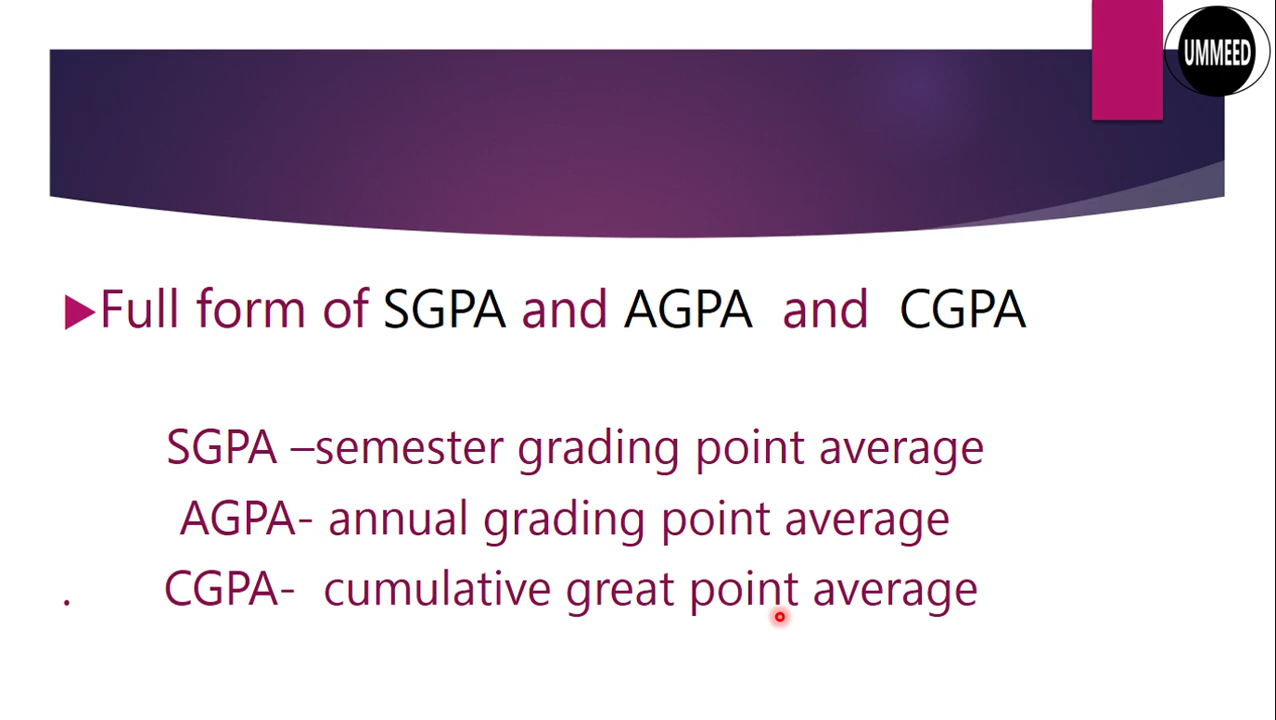 UMMEED
Full form of SGPA and AGPA and CGPA
SGPA –semester grading point average
AGPA- annual grading point average
. CGPA- cumulative great point average